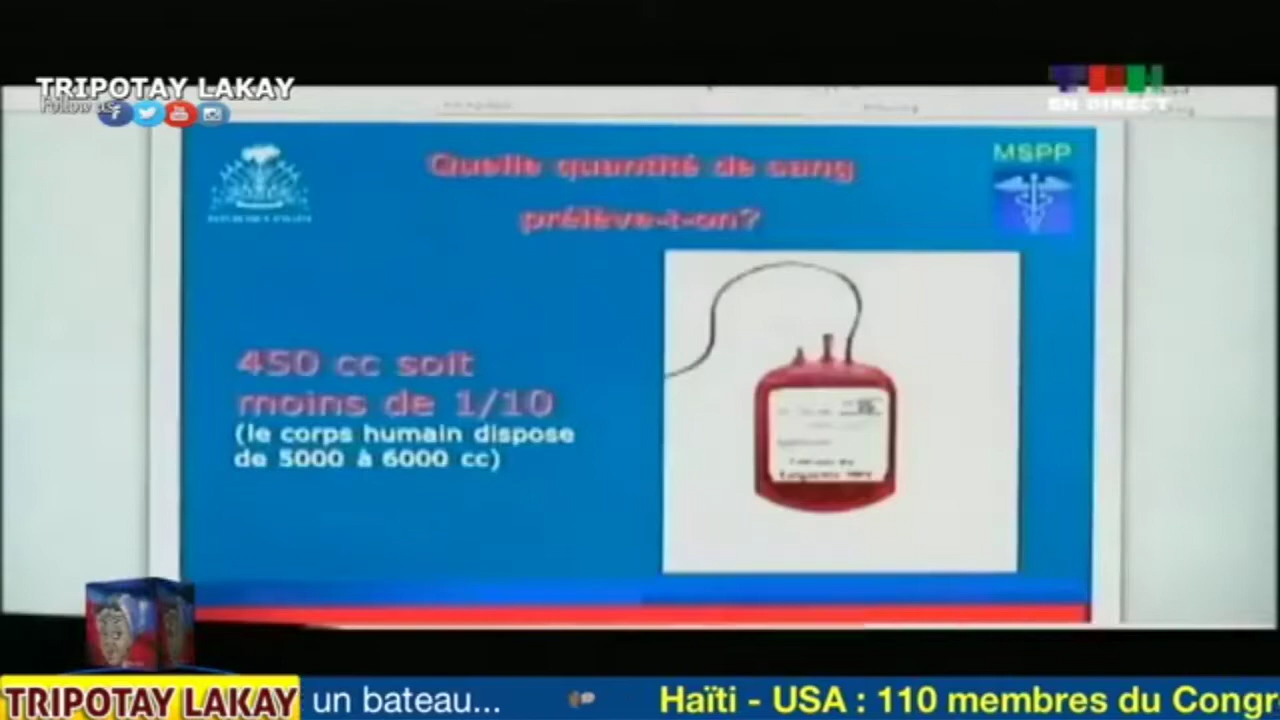 TRIPOTAY LAKAY
Follow us
EN DIRECT
MSPP
Quelle quantité de sang
prélève-t-on?
450 cc soit
moins de 1/10
(le corps humain dispose
de 5000 à 6000 cc)
TRIPOTAY LAKAY un bateau... Haïti - USA : 110 membres du Congr